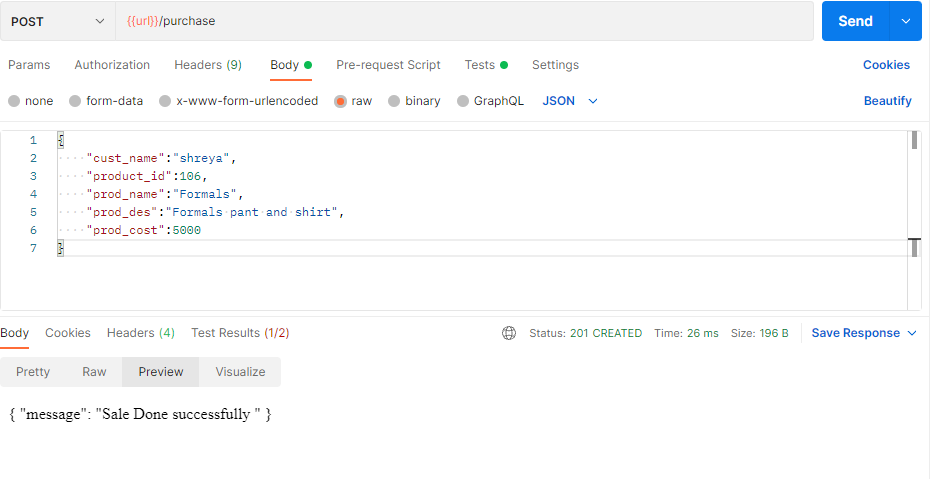 POST {{url}}/purchase Send
Params Authorization Headers (9) Body Pre-request Script Tests Settings Cookies
none form-data x-www-form-urlencoded raw binary GraphQL JSON Beautify
1 {
2 "cust_name":"shreya",
3 "product_id":106,
4 "prod_name":"Formals",
5 "prod_des":"Formals pant and shirt",
6 "prod_cost":5000
7 }
Body Cookies Headers (4) Test Results (1/2) Status: 201 CREATED Time: 26 ms Size: 196 B Save Response
Pretty Raw Preview Visualize
{ "message": "Sale Done successfully " }